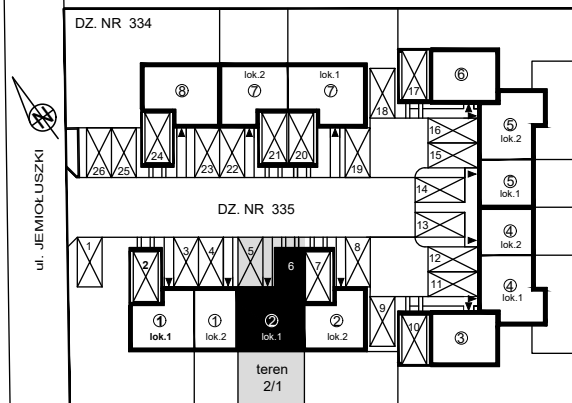 DZ. NR 334
ul. JEMIOŁUSZKI
8
lok.2
7
lok.1
7
17
6
18
26
25
24
23
22
21
20
19
16
15
5
lok.2
14
5
lok.1
DZ. NR 335
13
4
lok.2
1
2
3
4
5
6
7
8
12
11
4
lok.1
9
10
1
lok.1
1
lok.2
2
lok.1
2
lok.2
3
teren
2/1